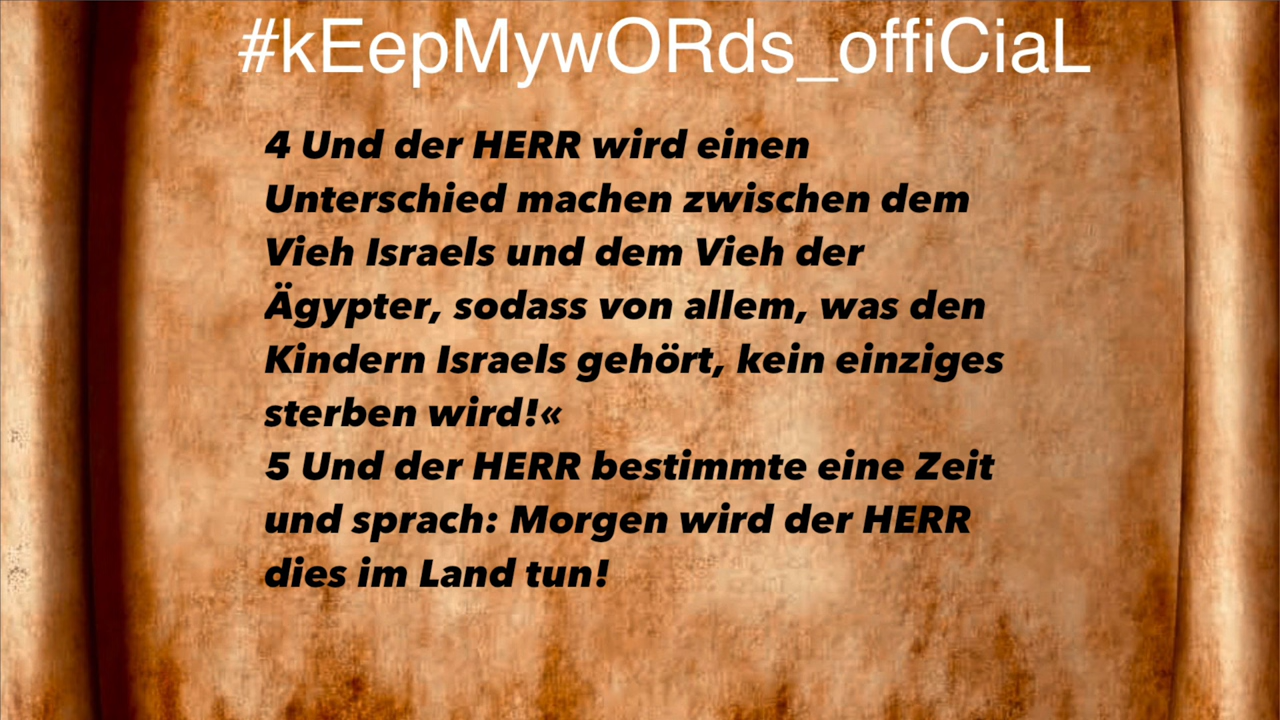 #kEepMywORds_offiCiaL
4 Und der HERR wird einen
Unterschied machen zwischen dem
Vieh Israels und dem Vieh der
Ägypter, sodass von allem, was den
Kindern Israels gehört, kein einziges
sterben wird!«
5 Und der HERR bestimmte eine Zeit
und sprach: Morgen wird der HERR
dies im Land tun!